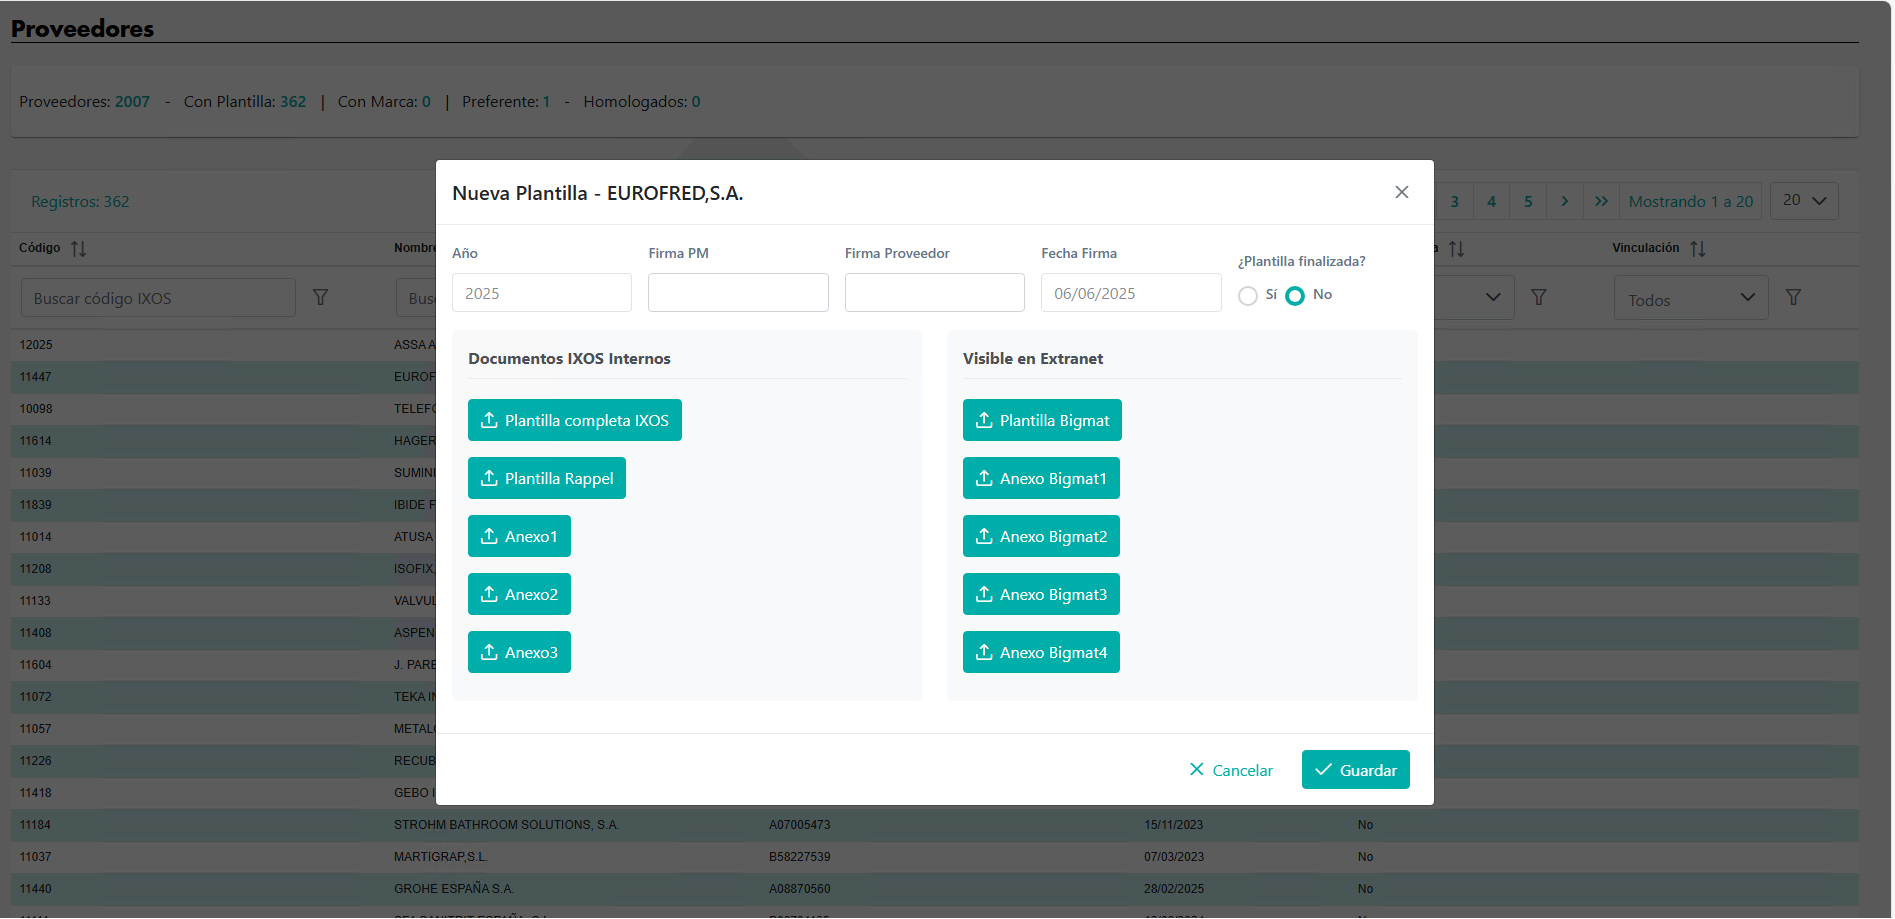 Proveedores
Proveedores: 2007 - Con Plantilla: 362 | Con Marca: 0 | Preferente: 1 - Homologados: 0
Registros: 362
3 4 5 Mostrando 1 a 20 20
Código Nombre Vinculación
Buscar código IXOS Todos
Nueva Plantilla - EUROFRED,S.A.
Año Firma PM Firma Proveedor Fecha Firma ¿Plantilla finalizada?
2025 06/06/2025 Sí No
Documentos IXOS Internos
Plantilla completa IXOS
Plantilla Rappel
Anexo1
Anexo2
Anexo3
Visible en Extranet
Plantilla Bigmat
Anexo Bigmat1
Anexo Bigmat2
Anexo Bigmat3
Anexo Bigmat4
Cancelar Guardar
12025 ASSA A
11447 EUROF
10098 TELEFO
11614 HAGER
11039 SUMINI
11839 IBIDE F
11014 ATUSA
11208 ISOFIX,
11133 VALVUL
11408 ASPEN
11604 J. PARE
11072 TEKA IN
11057 METALO
11226 RECUB
11418 GEBO I
11184 STROHM BATHROOM SOLUTIONS, S.A. A07005473 15/11/2023 No
11037 MARTIGRAP,S.L. B58227539 07/03/2023 No
11440 GROHE ESPAÑA S.A. A08870560 28/02/2025 No